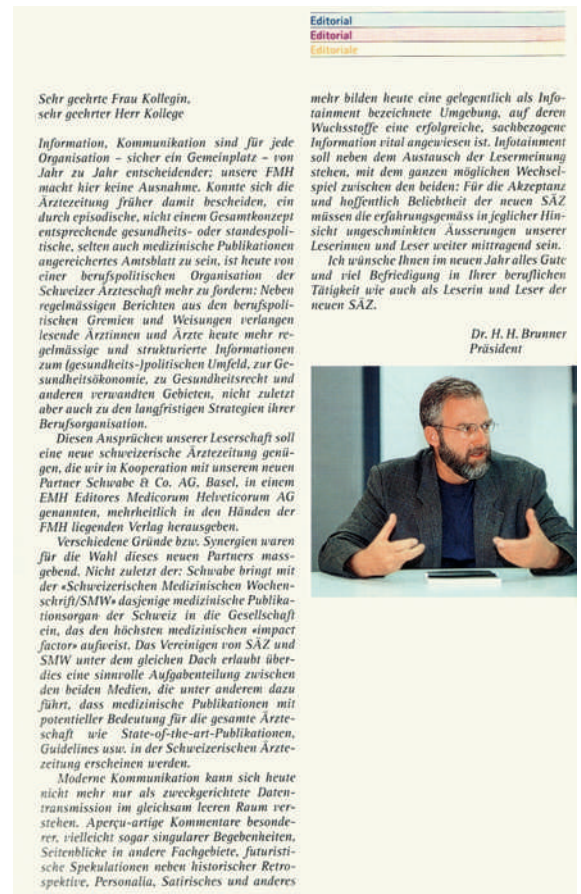 Editorial
Editorial
Editoriale
Sehr geehrte Frau Kollegin,
sehr geehrter Herr Kollege
Information, Kommunikation sind für jede
Organisation – sicher ein Gemeinplatz – von
Jahr zu Jahr entscheidender; unsere FMH
macht hier keine Ausnahme. Konnte sich die
Ärztezeitung früher damit bescheiden, ein
durch episodische, nicht einem Gesamtkonzept
entsprechende gesundheits- oder standespoli-
tische, selten auch medizinische Publikationen
angereichertes Amtsblatt zu sein, ist heute von
einer berufspolitischen Organisation der
Schweizer Ärzteschaft mehr zu fordern: Neben
regelmässigen Berichten aus den berufspoli-
tischen Gremien und Weisungen verlangen
lesende Ärztinnen und Ärzte heute mehr re-
gelmässige und strukturierte Informationen
zum (gesundheits-)politischen Umfeld, zur Ge-
sundheitsökonomie, zu Gesundheitsrecht und
anderen verwandten Gebieten, nicht zuletzt
aber auch zu den langfristigen Strategien ihrer
Berufsorganisation.
Diesen Ansprüchen unserer Leserschaft soll
eine neue schweizerische Ärztezeitung genü-
gen, die wir in Kooperation mit unserem neuen
Partner Schwabe & Co. AG, Basel, in einem
EMH Editores Medicorum Helveticorum AG
genannten, mehrheitlich in den Händen der
FMH liegenden Verlag herausgeben.
Verschiedene Gründe bzw. Synergien waren
für die Wahl dieses neuen Partners mass-
gebend. Nicht zuletzt der: Schwabe bringt mit
der «Schweizerischen Medizinischen Wochen-
schrift/SMW» dasjenige medizinische Publika-
tionsorgan der Schweiz in die Gesellschaft
ein, das den höchsten medizinischen «impact
factor» aufweist. Das Vereinigen von SÄZ und
SMW unter dem gleichen Dach erlaubt über-
dies eine sinnvolle Aufgabenteilung zwischen
den beiden Medien, die unter anderem dazu
führt, dass medizinische Publikationen mit
potentieller Bedeutung für die gesamte Ärzte-
schaft wie State-of-the-art-Publikationen,
Guidelines usw. in der Schweizerischen Ärzte-
zeitung erscheinen werden.
Moderne Kommunikation kann sich heute
nicht mehr nur als zweckgerichtete Daten-
transmission im gleichsam leeren Raum ver-
stehen. Aperçu-artige Kommentare besonde-
rer, vielleicht sogar singularer Begebenheiten,
Seitenblicke in andere Fachgebiete, futuristi-
sche Spekulationen neben historischer Retro-
spektive, Personalia, Satirisches und anderes
mehr bilden heute eine gelegentlich als Info-
tainment bezeichnete Umgebung, auf deren
Wuchsstoffe eine erfolgreiche, sachbezogene
Information vital angewiesen ist. Infotainment
soll neben dem Austausch der Lesermeinung
stehen, mit dem ganzen möglichen Wechsel-
spiel zwischen den beiden: Für die Akzeptanz
und hoffentlich Beliebtheit der neuen SÄZ
müssen die erfahrungsgemäss in jeglicher Hin-
sicht ungeschminkten Äusserungen unserer
Leserinnen und Leser weiter mittragend sein.
Ich wünsche Ihnen im neuen Jahr alles Gute
und viel Befriedigung in Ihrer beruflichen
Tätigkeit wie auch als Leserin und Leser der
neuen SÄZ.
Dr. H. H. Brunner
Präsident